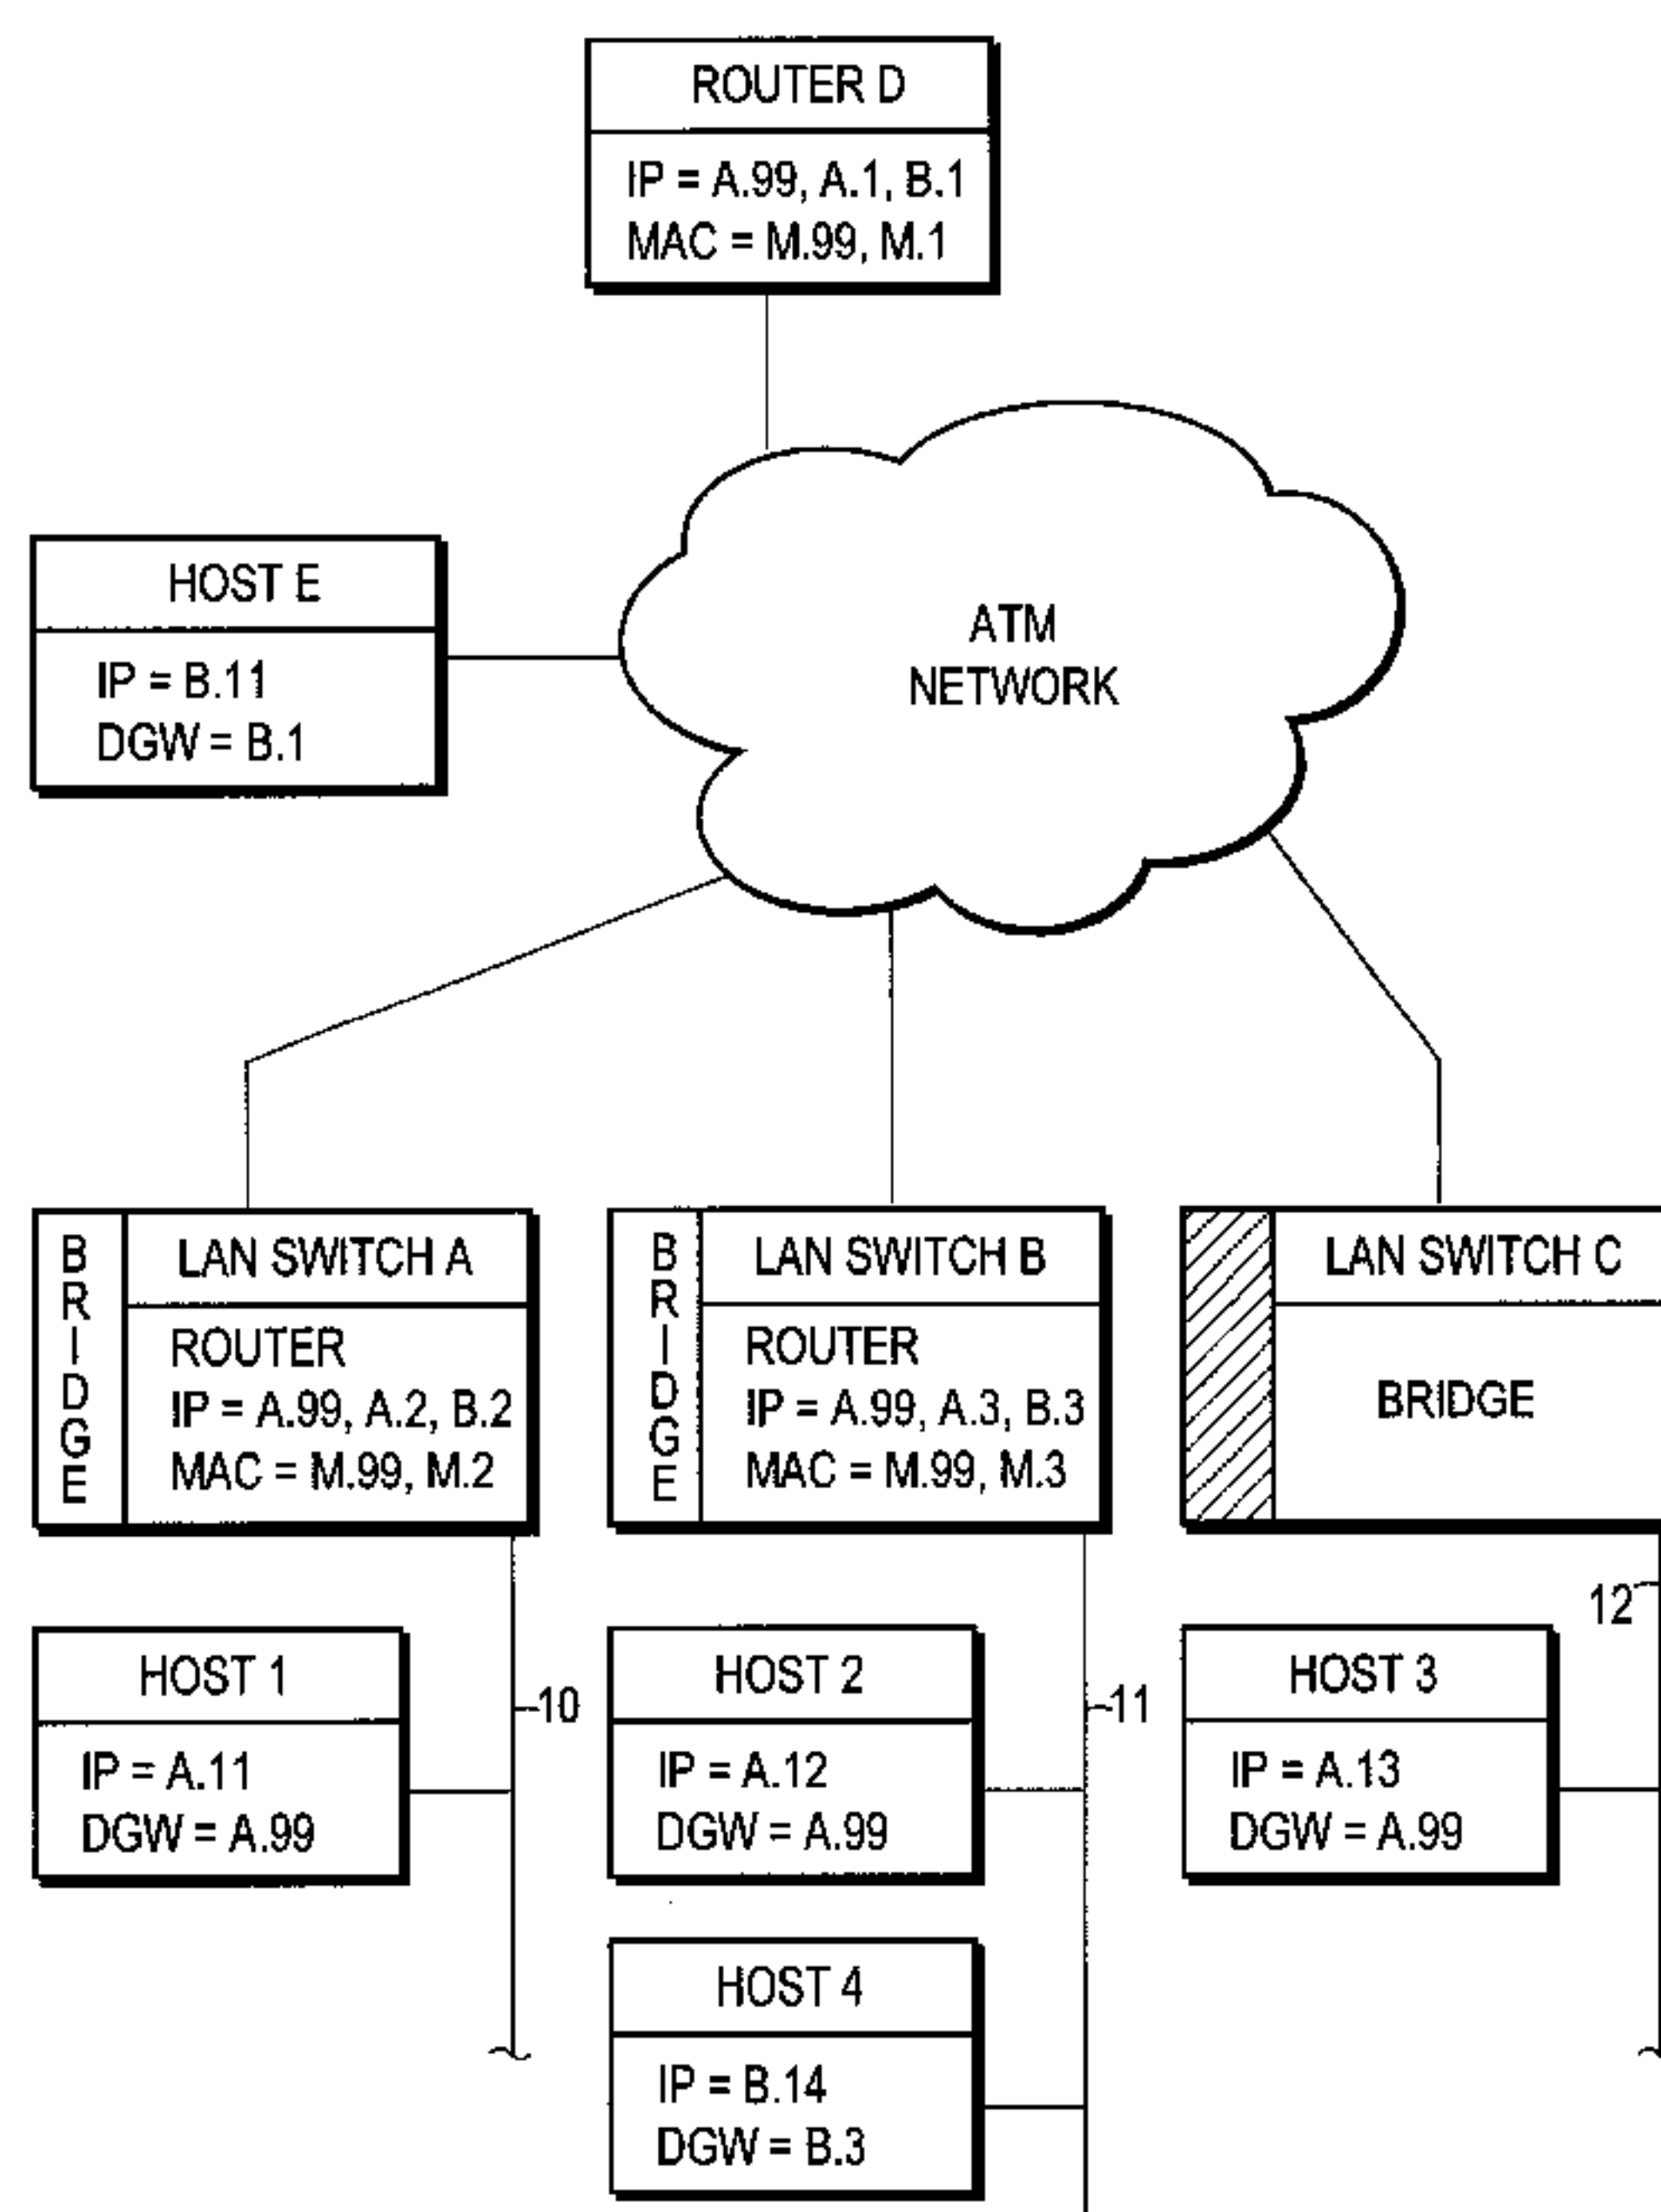 ROUTER D
IP = A.99, A.1, B.1
MAC = M.99, M.1
HOST E
IP = B.11
DGW = B.1
ATM
NETWORK
BRIDGE
LAN SWITCH A
ROUTER
IP = A.99, A.2, B.2
MAC = M.99, M.2
BRIDGE
LAN SWITCH B
ROUTER
IP = A.99, A.3, B.3
MAC = M.99, M.3
LAN SWITCH C
BRIDGE
12
HOST 1
IP = A.11
DGW = A.99
10
HOST 2
IP = A.12
DGW = A.99
11
HOST 3
IP = A.13
DGW = A.99
HOST 4
IP = B.14
DGW = B.3